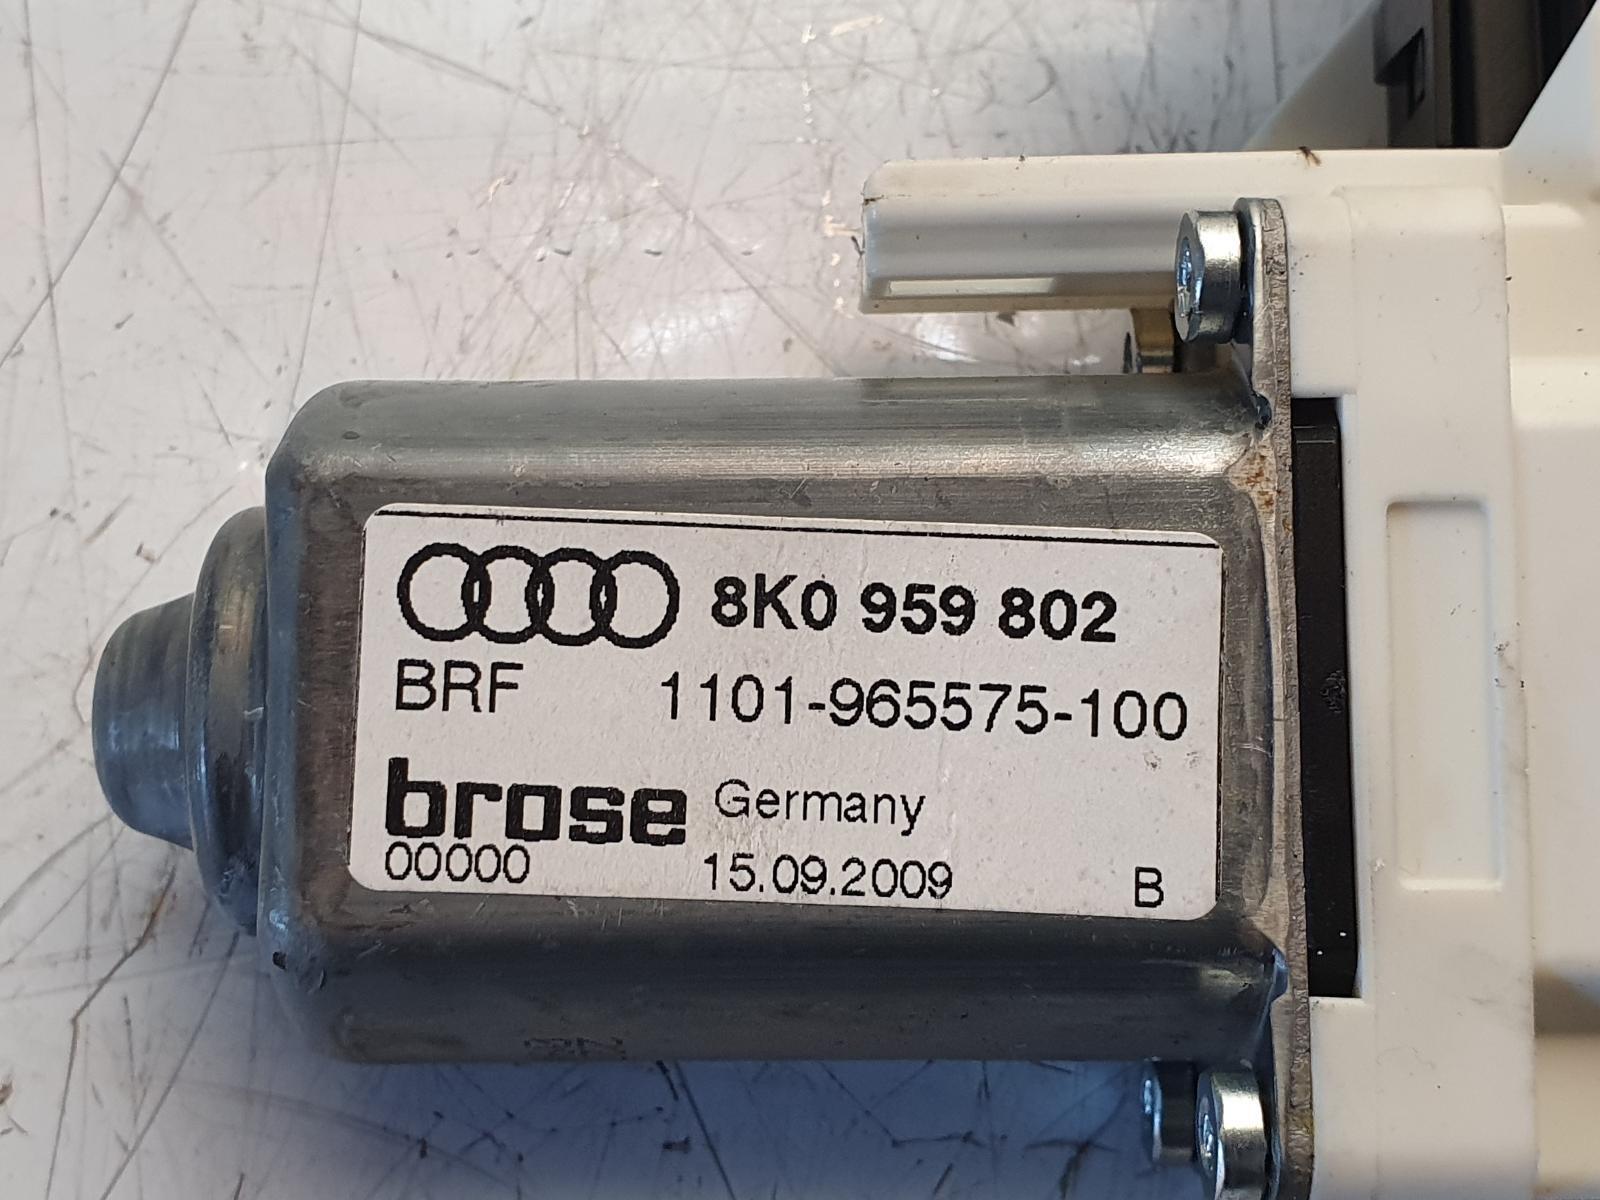 8K0 959 802
BRF 1101-965575-100
brose Germany
00000 15.09.2009 B